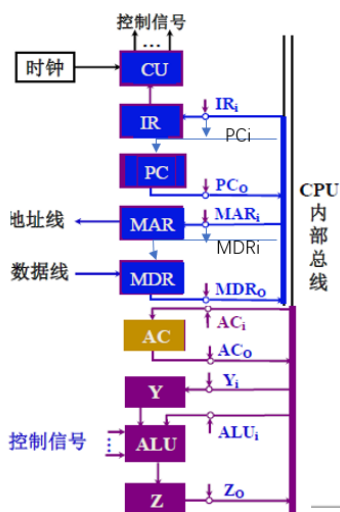 控制信号
...
时钟
CU
IRi
IR
PCi
PC
PCO
CPU
内
部
总
线
地址线
MAR
MARi
MDRi
数据线
MDR
MDRO
ACi
AC
ACO
Yi
Y
控制信号
...
ALU
ALUi
Z
ZO